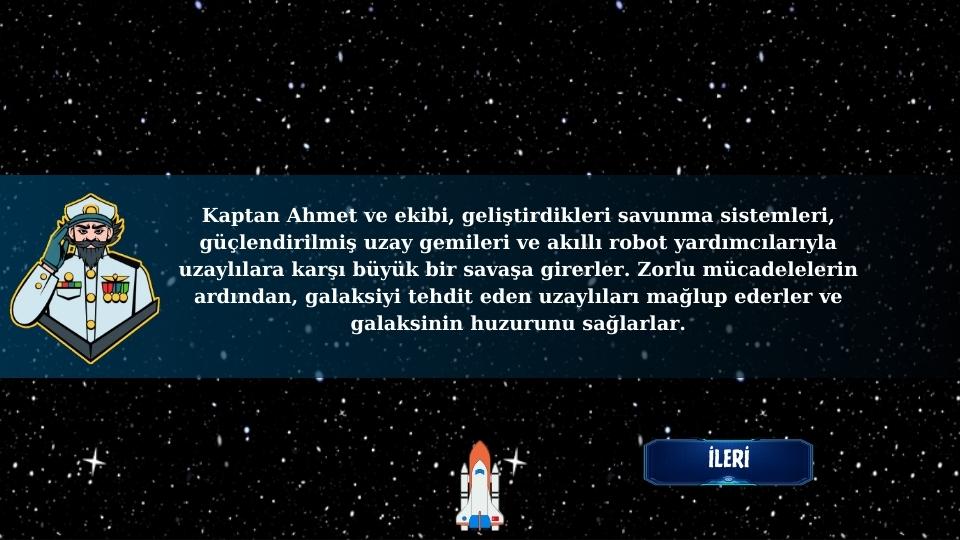 Kaptan Ahmet ve ekibi, geliştirdikleri savunma sistemleri,
güçlendirilmiş uzay gemileri ve akıllı robot yardımcılarıyla
uzaylılara karşı büyük bir savaşa girerler. Zorlu mücadelelerin
ardından, galaksiyi tehdit eden uzaylıları mağlup ederler ve
galaksinin huzurunu sağlarlar.
İLERİ